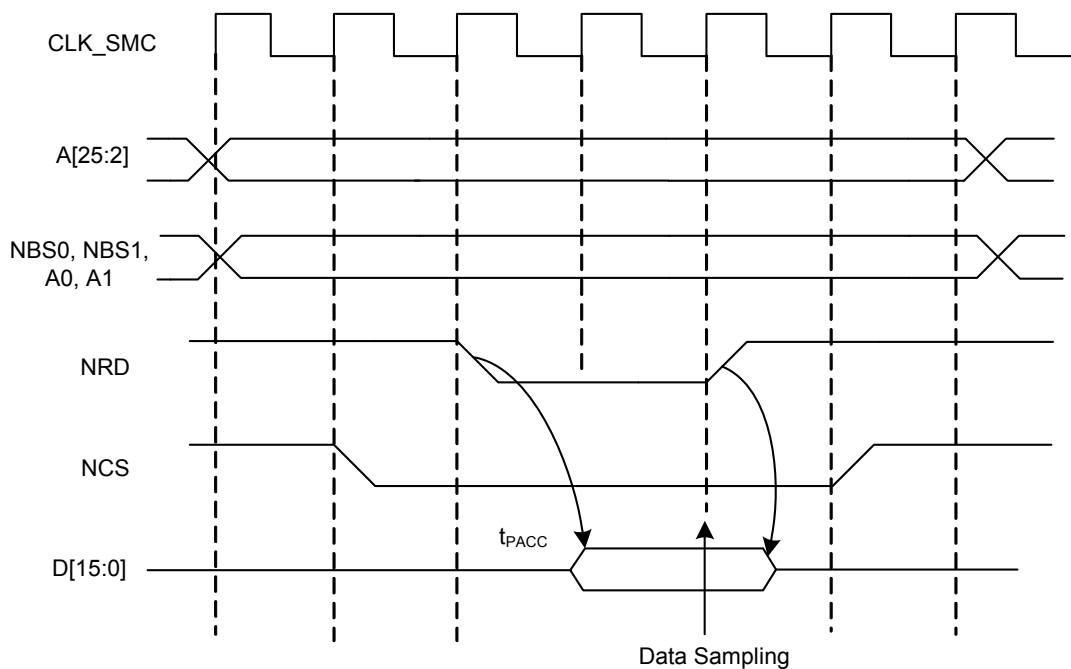 CLK_SMC
A[25:2]
NBS0, NBS1,
A0, A1
NRD
NCS
tPACC
D[15:0]
Data Sampling